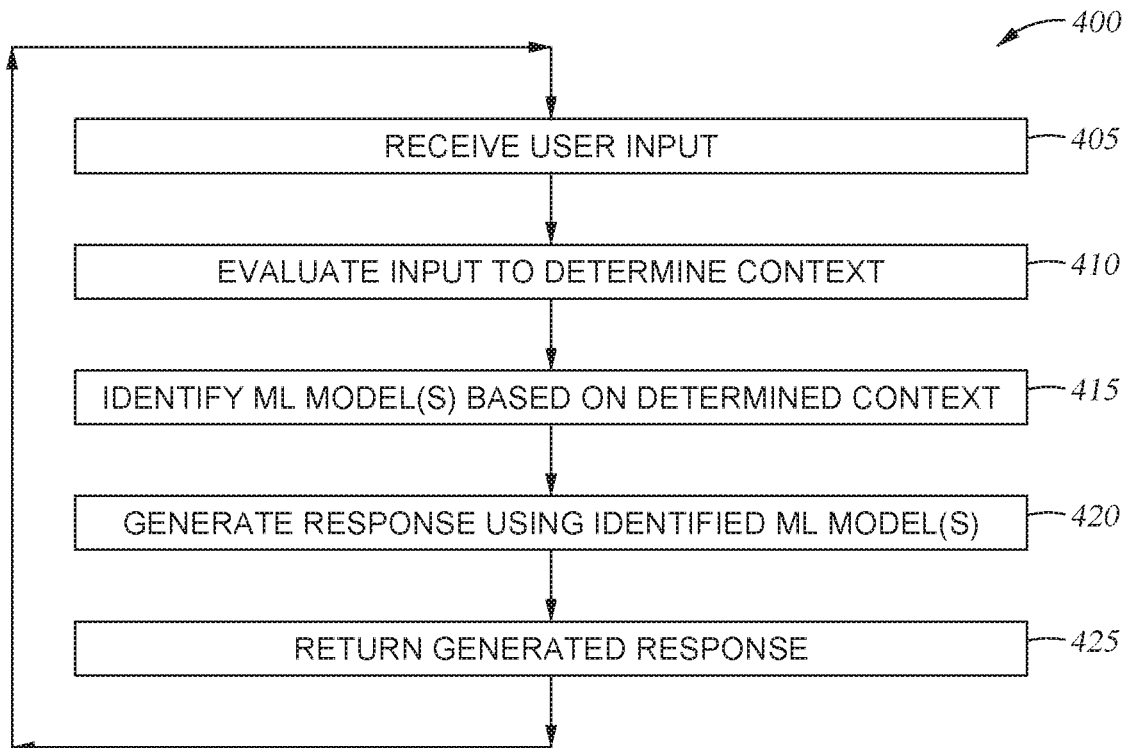 400
RECEIVE USER INPUT 405
EVALUATE INPUT TO DETERMINE CONTEXT 410
IDENTIFY ML MODEL(S) BASED ON DETERMINED CONTEXT 415
GENERATE RESPONSE USING IDENTIFIED ML MODEL(S) 420
RETURN GENERATED RESPONSE 425